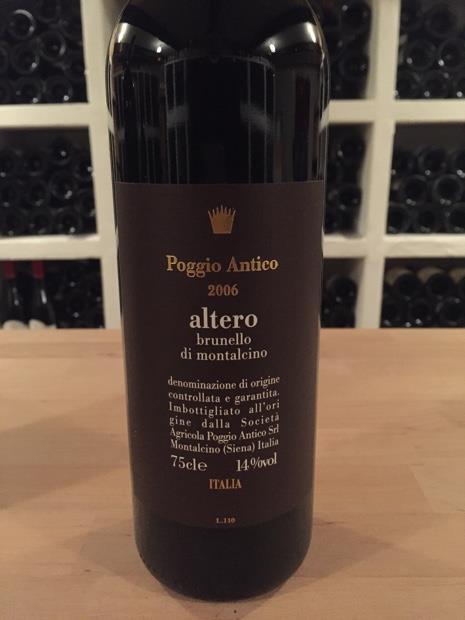 Poggio Antico
2006
altero
brunello
di montalcino
denominazione di origine
controllata e garantita.
Imbottigliato all'ori
gine dalla Società
Agricola Poggio Antico Srl
Montalcino (Siena) Italia
75cle 14%vol
ITALIA
L.110